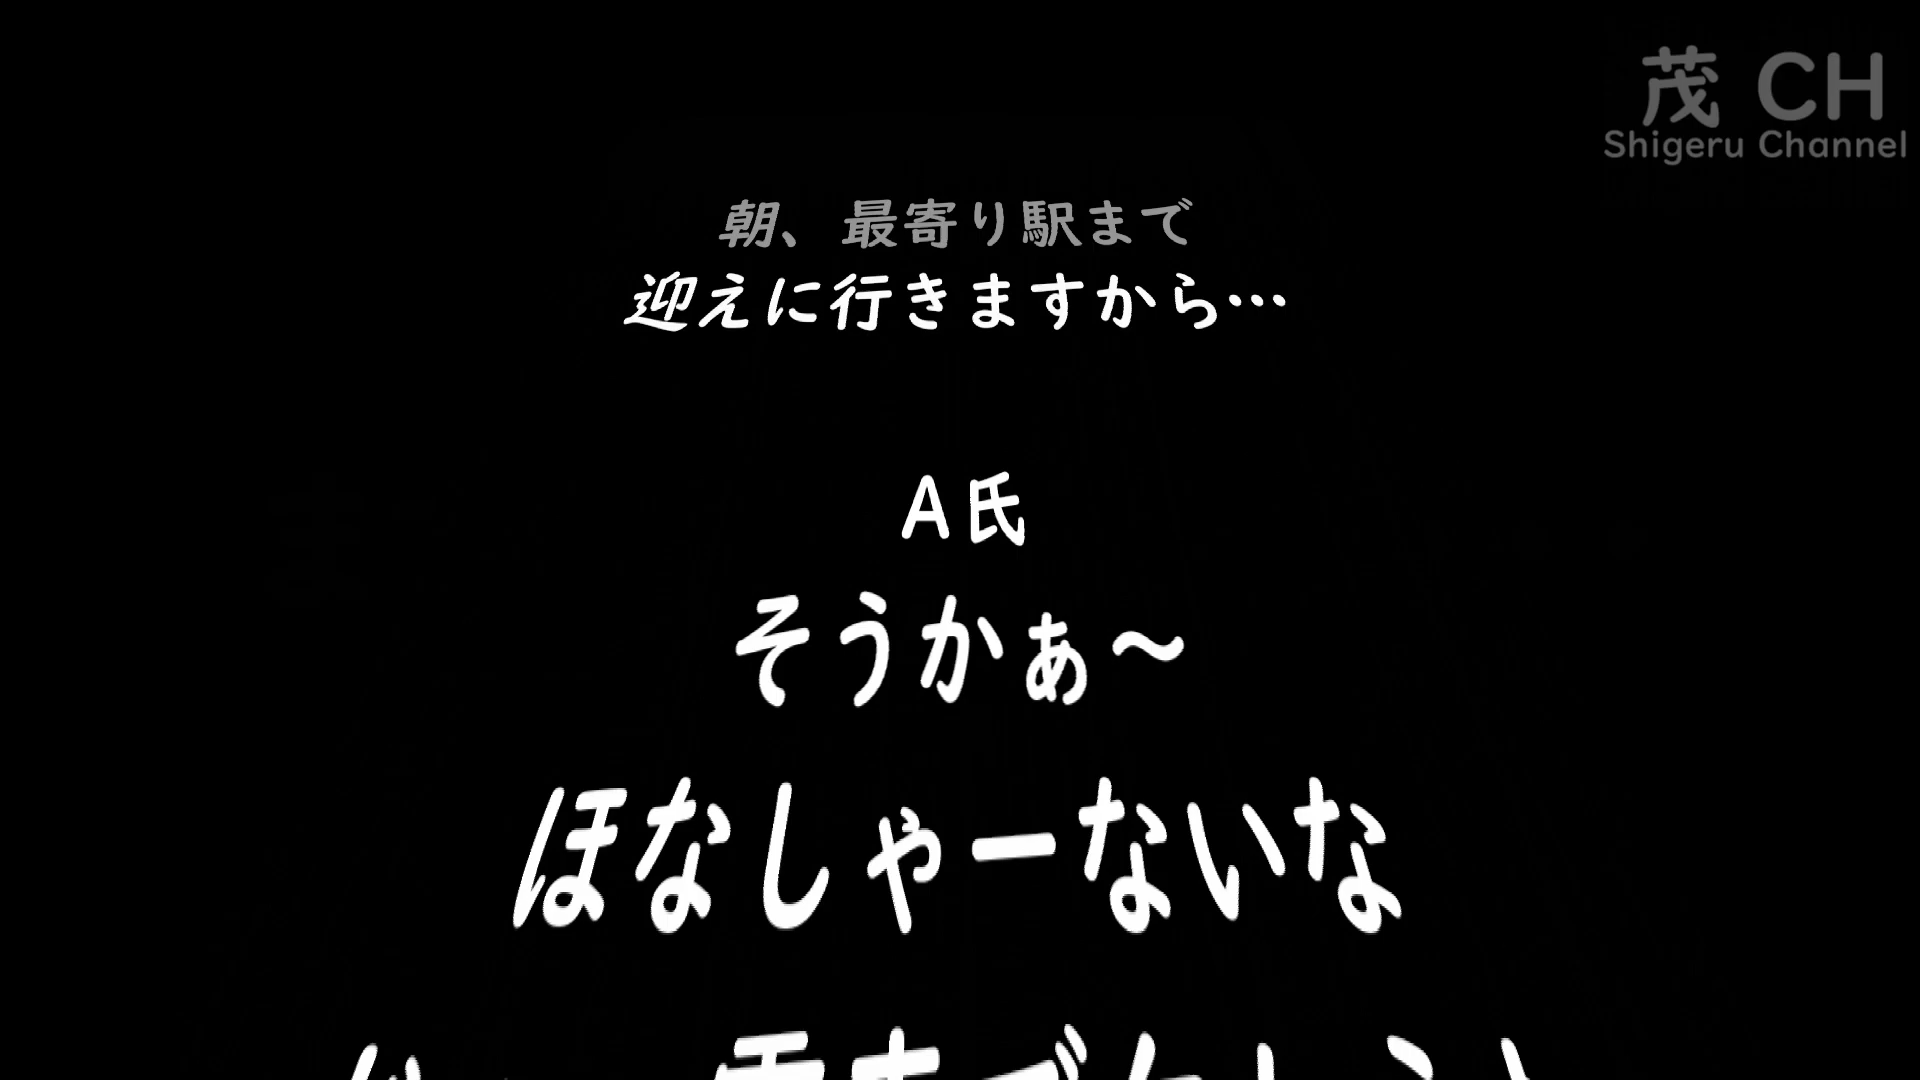 茂 CH
Shigeru Channel
朝、最寄り駅まで
迎えに行きますから…
A氏
そうかぁ～
ほなしゃーないな